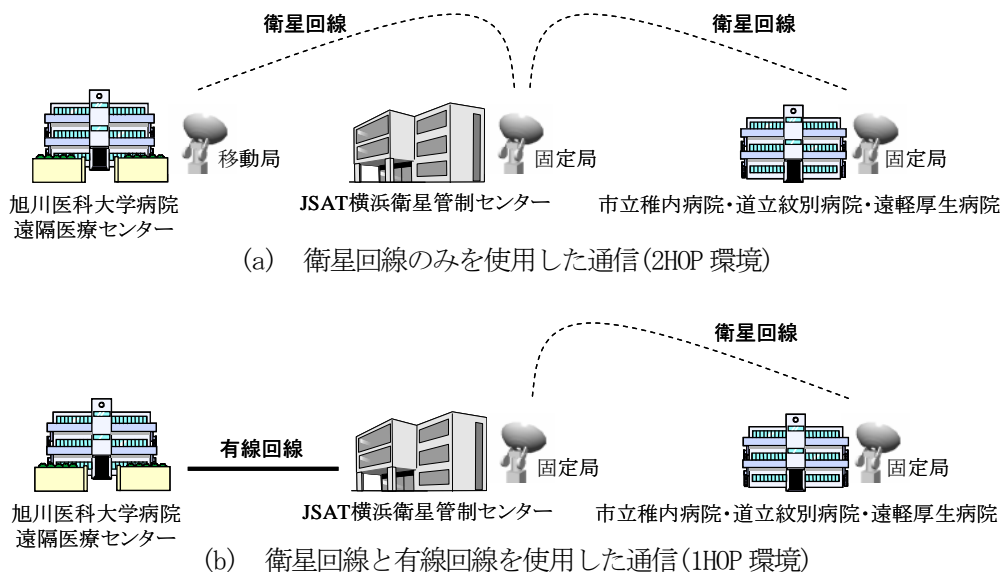 衛星回線
衛星回線
移動局
固定局
固定局
旭川医科大学病院
遠隔医療センター
JSAT横浜衛星管制センター
市立稚内病院・道立紋別病院・遠軽厚生病院
(a) 衛星回線のみを使用した通信(2HOP 環境)
衛星回線
有線回線
固定局
固定局
旭川医科大学病院
遠隔医療センター
JSAT横浜衛星管制センター
市立稚内病院・道立紋別病院・遠軽厚生病院
(b) 衛星回線と有線回線を使用した通信(1HOP 環境)